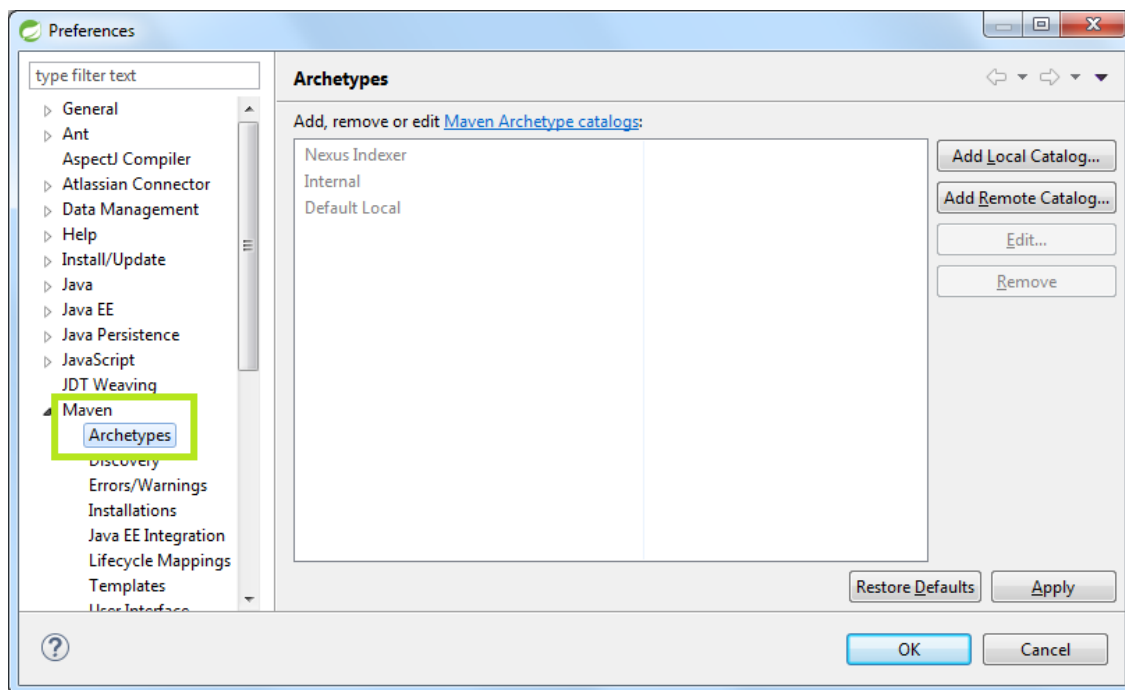 Preferences
type filter text
General
Ant
AspectJ Compiler
Atlassian Connector
Data Management
Help
Install/Update
Java
Java EE
Java Persistence
JavaScript
JDT Weaving
Maven
Archetypes
Discovery
Errors/Warnings
Installations
Java EE Integration
Lifecycle Mappings
Templates
User Interface
Archetypes
Add, remove or edit Maven Archetype catalogs:
Nexus Indexer
Internal
Default Local
Add Local Catalog...
Add Remote Catalog...
Edit...
Remove
Restore Defaults
Apply
OK
Cancel